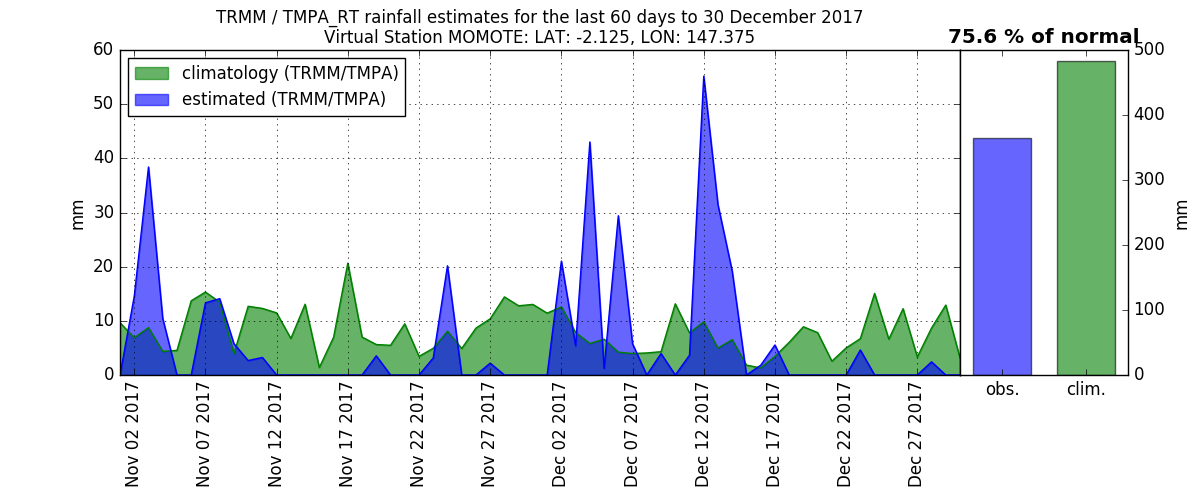 TRMM / TMPA_RT rainfall estimates for the last 60 days to 30 December 2017
Virtual Station MOMOTE: LAT: -2.125, LON: 147.375
75.6 % of normal
climatology (TRMM/TMPA)
estimated (TRMM/TMPA)
60
50
40
30
20
10
0
mm
Nov 02 2017
Nov 07 2017
Nov 12 2017
Nov 17 2017
Nov 22 2017
Nov 27 2017
Dec 02 2017
Dec 07 2017
Dec 12 2017
Dec 17 2017
Dec 22 2017
Dec 27 2017
obs.
clim.
500
400
300
200
100
0
mm